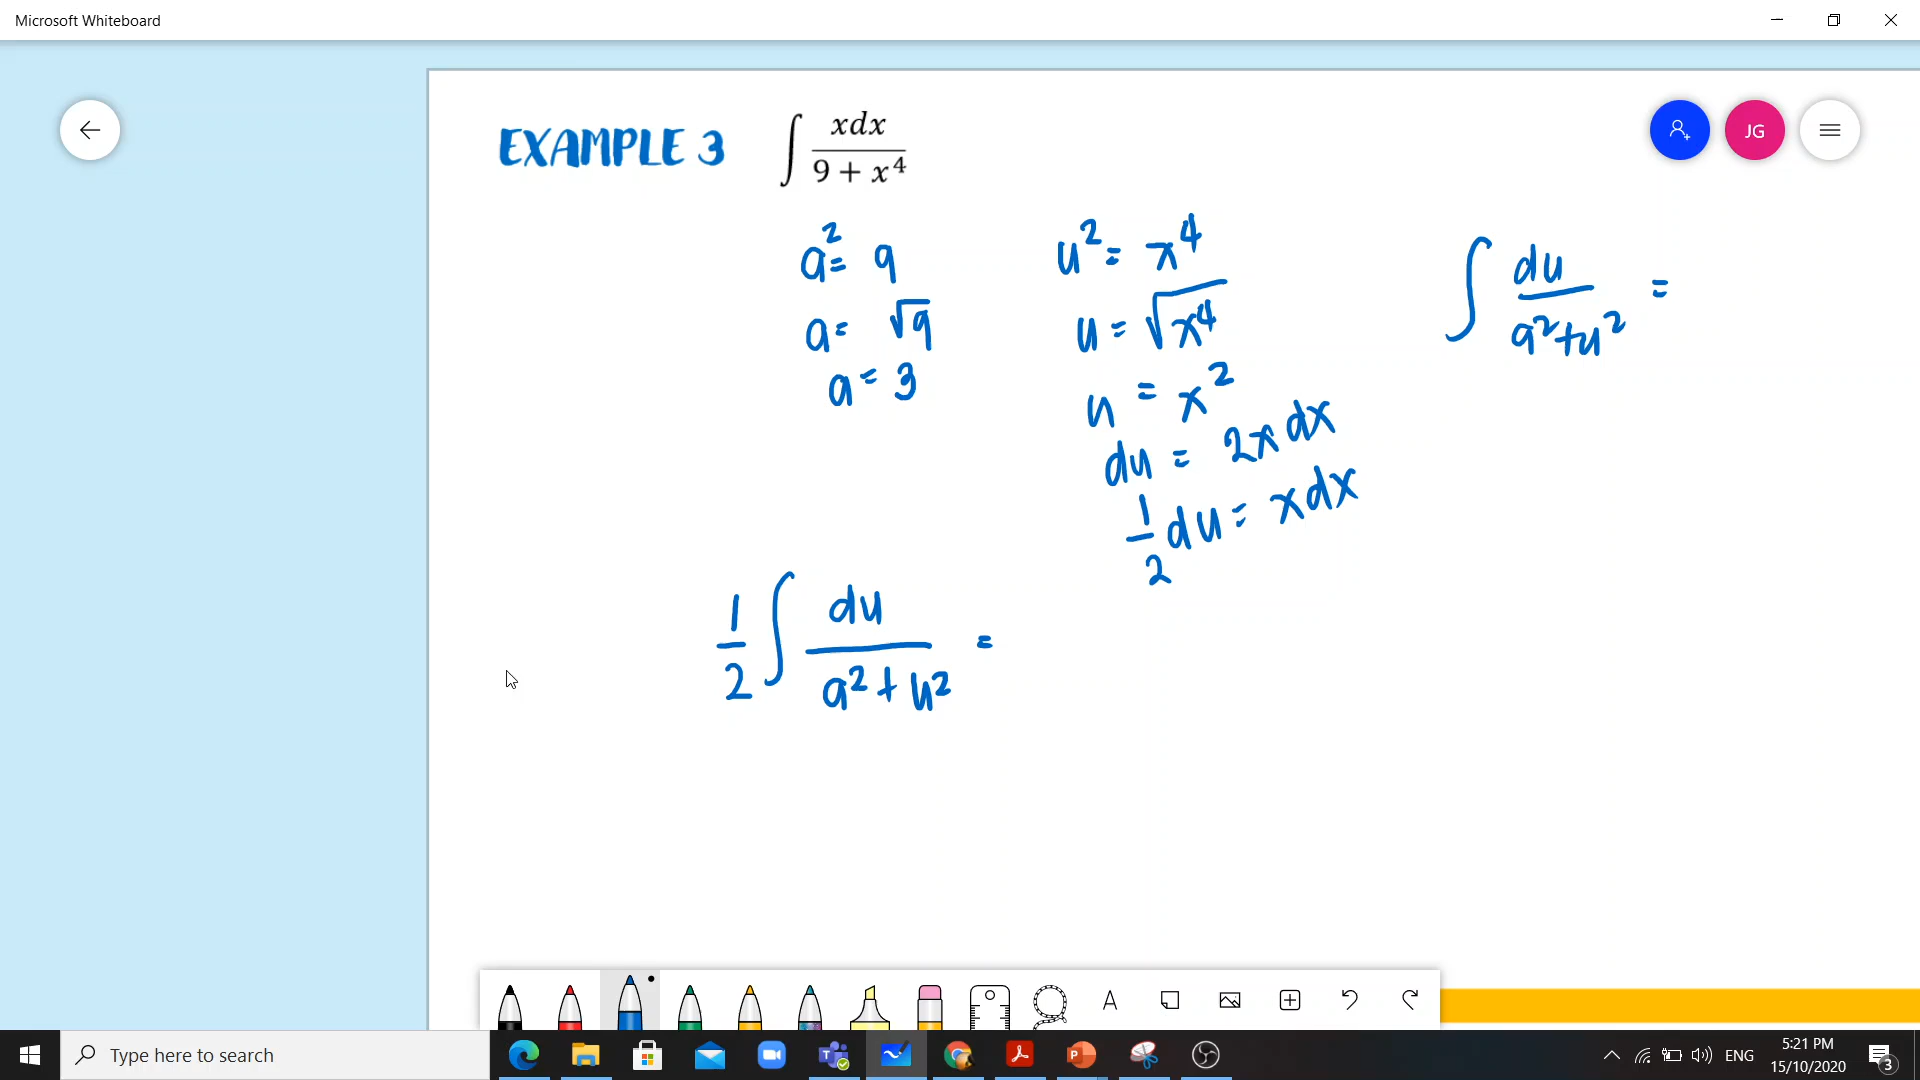 Microsoft Whiteboard
EXAMPLE 3 ∫ xdx / 9 + x⁴
JG
a² = 9
a = √9
a = 3
u² = x⁴
u = √x⁴
u = x²
du = 2x dx
1/2 du = x dx
∫ du / a² + u² =
1/2 ∫ du / a² + u² =
A
Type here to search
ENG
5:21 PM
15/10/2020
3